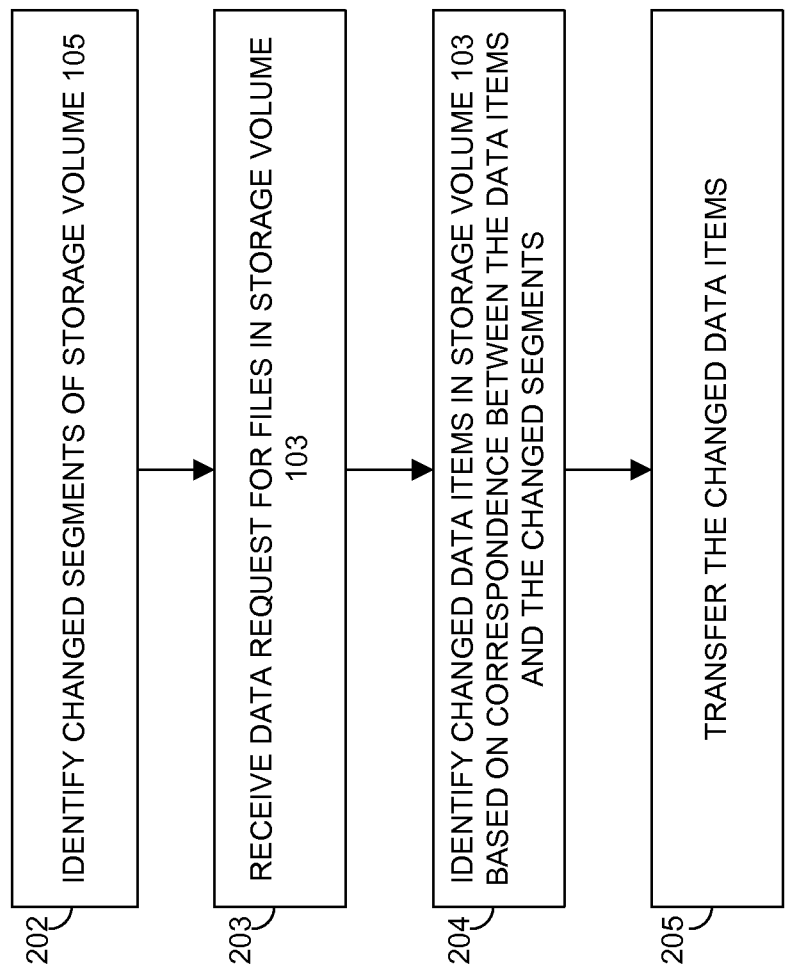 202
IDENTIFY CHANGED SEGMENTS OF STORAGE VOLUME 105
203
RECEIVE DATA REQUEST FOR FILES IN STORAGE VOLUME
103
204
IDENTIFY CHANGED DATA ITEMS IN STORAGE VOLUME 103
BASED ON CORRESPONDENCE BETWEEN THE DATA ITEMS
AND THE CHANGED SEGMENTS
205
TRANSFER THE CHANGED DATA ITEMS